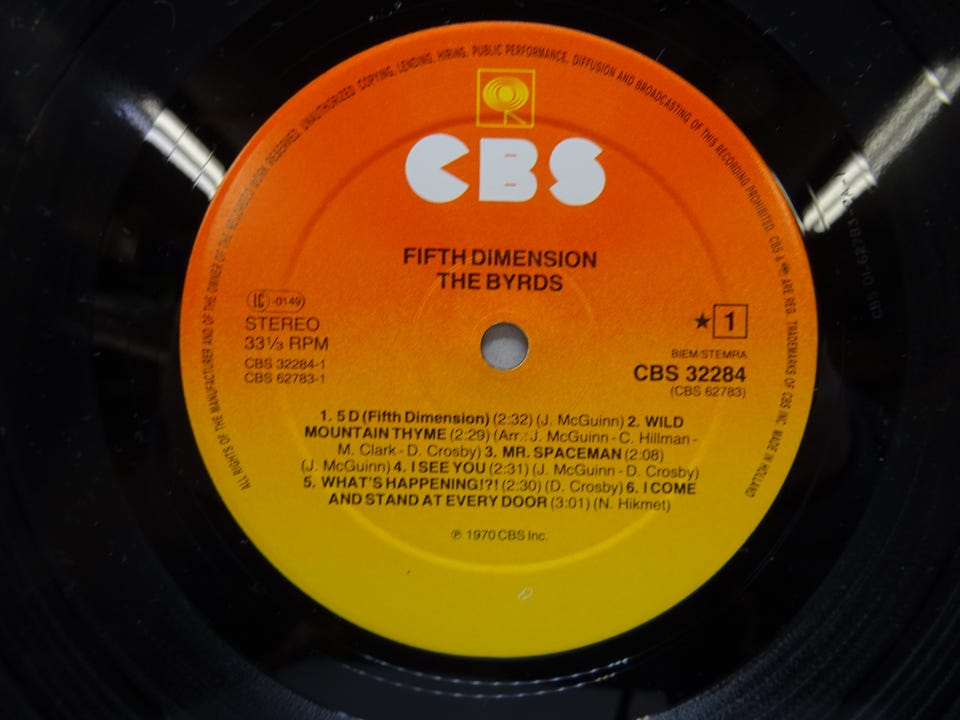 ALL RIGHTS OF THE MANUFACTURER AND OF THE OWNER OF THE RECORDED WORK RESERVED. UNAUTHORIZED COPYING, LENDING, HIRING, PUBLIC PERFORMANCE, DIFFUSION AND BROADCASTING OF THIS RECORDING PROHIBITED. CBS & ARE REG. TRADEMARKS OF CBS INC. MADE IN HOLLAND
CBS
FIFTH DIMENSION
THE BYRDS
LC-0149
STEREO
33⅓ RPM
CBS 32284-1
CBS 62783-1
★ 1
BIEM/STEMRA
CBS 32284
(CBS 62783)
1. 5 D (Fifth Dimension) (2:32) (J. McGuinn) 2. WILD
MOUNTAIN THYME (2:29) (Arr.: J. McGuinn - C. Hillman -
M. Clark - D. Crosby) 3. MR. SPACEMAN (2:08)
(J. McGuinn) 4. I SEE YOU (2:31) (J. McGuinn - D. Crosby)
5. WHAT'S HAPPENING!?! (2:30) (D. Crosby) 6. I COME
AND STAND AT EVERY DOOR (3:01) (N. Hikmet)
℗ 1970 CBS Inc.